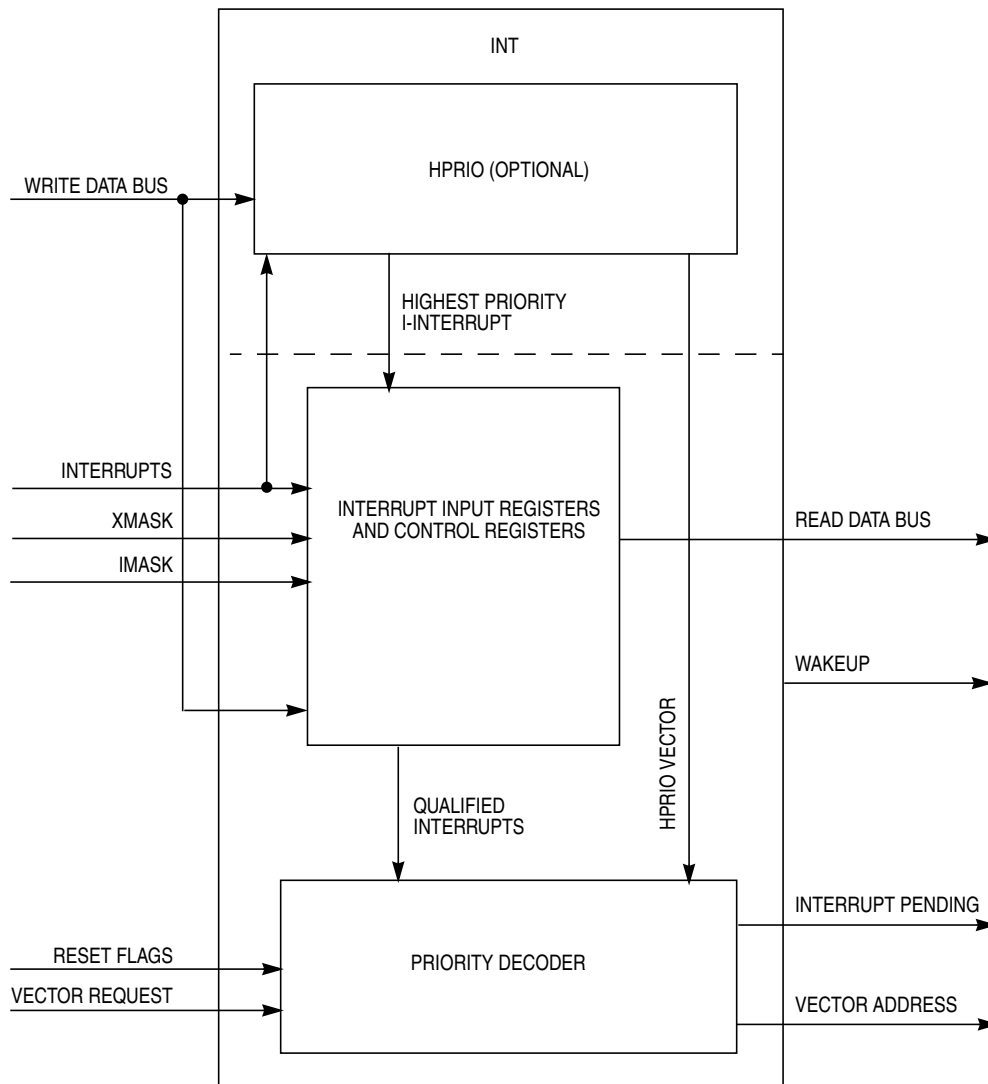 INT
HPRIO (OPTIONAL)
WRITE DATA BUS
HIGHEST PRIORITY
I-INTERRUPT
INTERRUPTS
INTERRUPT INPUT REGISTERS
AND CONTROL REGISTERS
XMASK
READ DATA BUS
IMASK
WAKEUP
HPRIO VECTOR
QUALIFIED
INTERRUPTS
INTERRUPT PENDING
RESET FLAGS
PRIORITY DECODER
VECTOR REQUEST
VECTOR ADDRESS